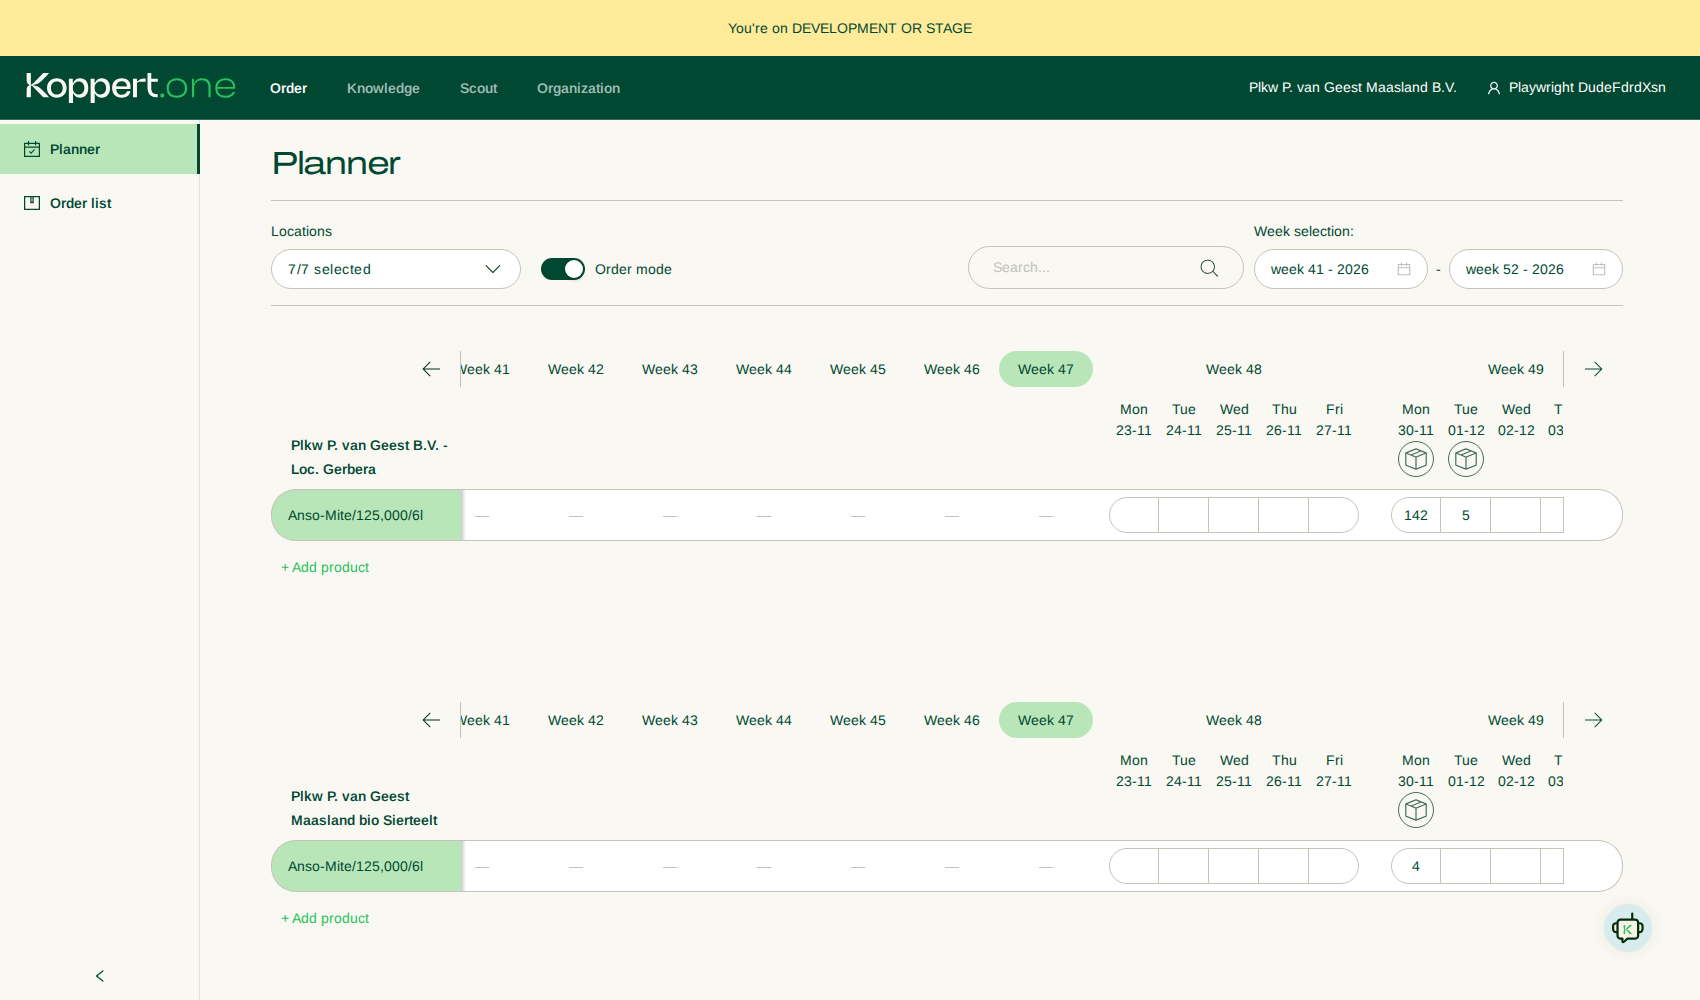 You're on DEVELOPMENT OR STAGE
Koppert.one Order Knowledge Scout Organization Plkw P. van Geest Maasland B.V. Playwright DudeFdrdXsn
Planner
Order list
Planner
Locations
7/7 selected
Order mode
Search...
Week selection:
week 41 - 2026 - week 52 - 2026
Week 41 Week 42 Week 43 Week 44 Week 45 Week 46 Week 47 Week 48 Week 49
Mon Tue Wed Thu Fri Mon Tue Wed T
23-11 24-11 25-11 26-11 27-11 30-11 01-12 02-12 03
Plkw P. van Geest B.V. -
Loc. Gerbera
Anso-Mite/125,000/6l — — — — — — — 142 5
+ Add product
Week 41 Week 42 Week 43 Week 44 Week 45 Week 46 Week 47 Week 48 Week 49
Mon Tue Wed Thu Fri Mon Tue Wed T
23-11 24-11 25-11 26-11 27-11 30-11 01-12 02-12 03
Plkw P. van Geest
Maasland bio Sierteelt
Anso-Mite/125,000/6l — — — — — — — 4
+ Add product